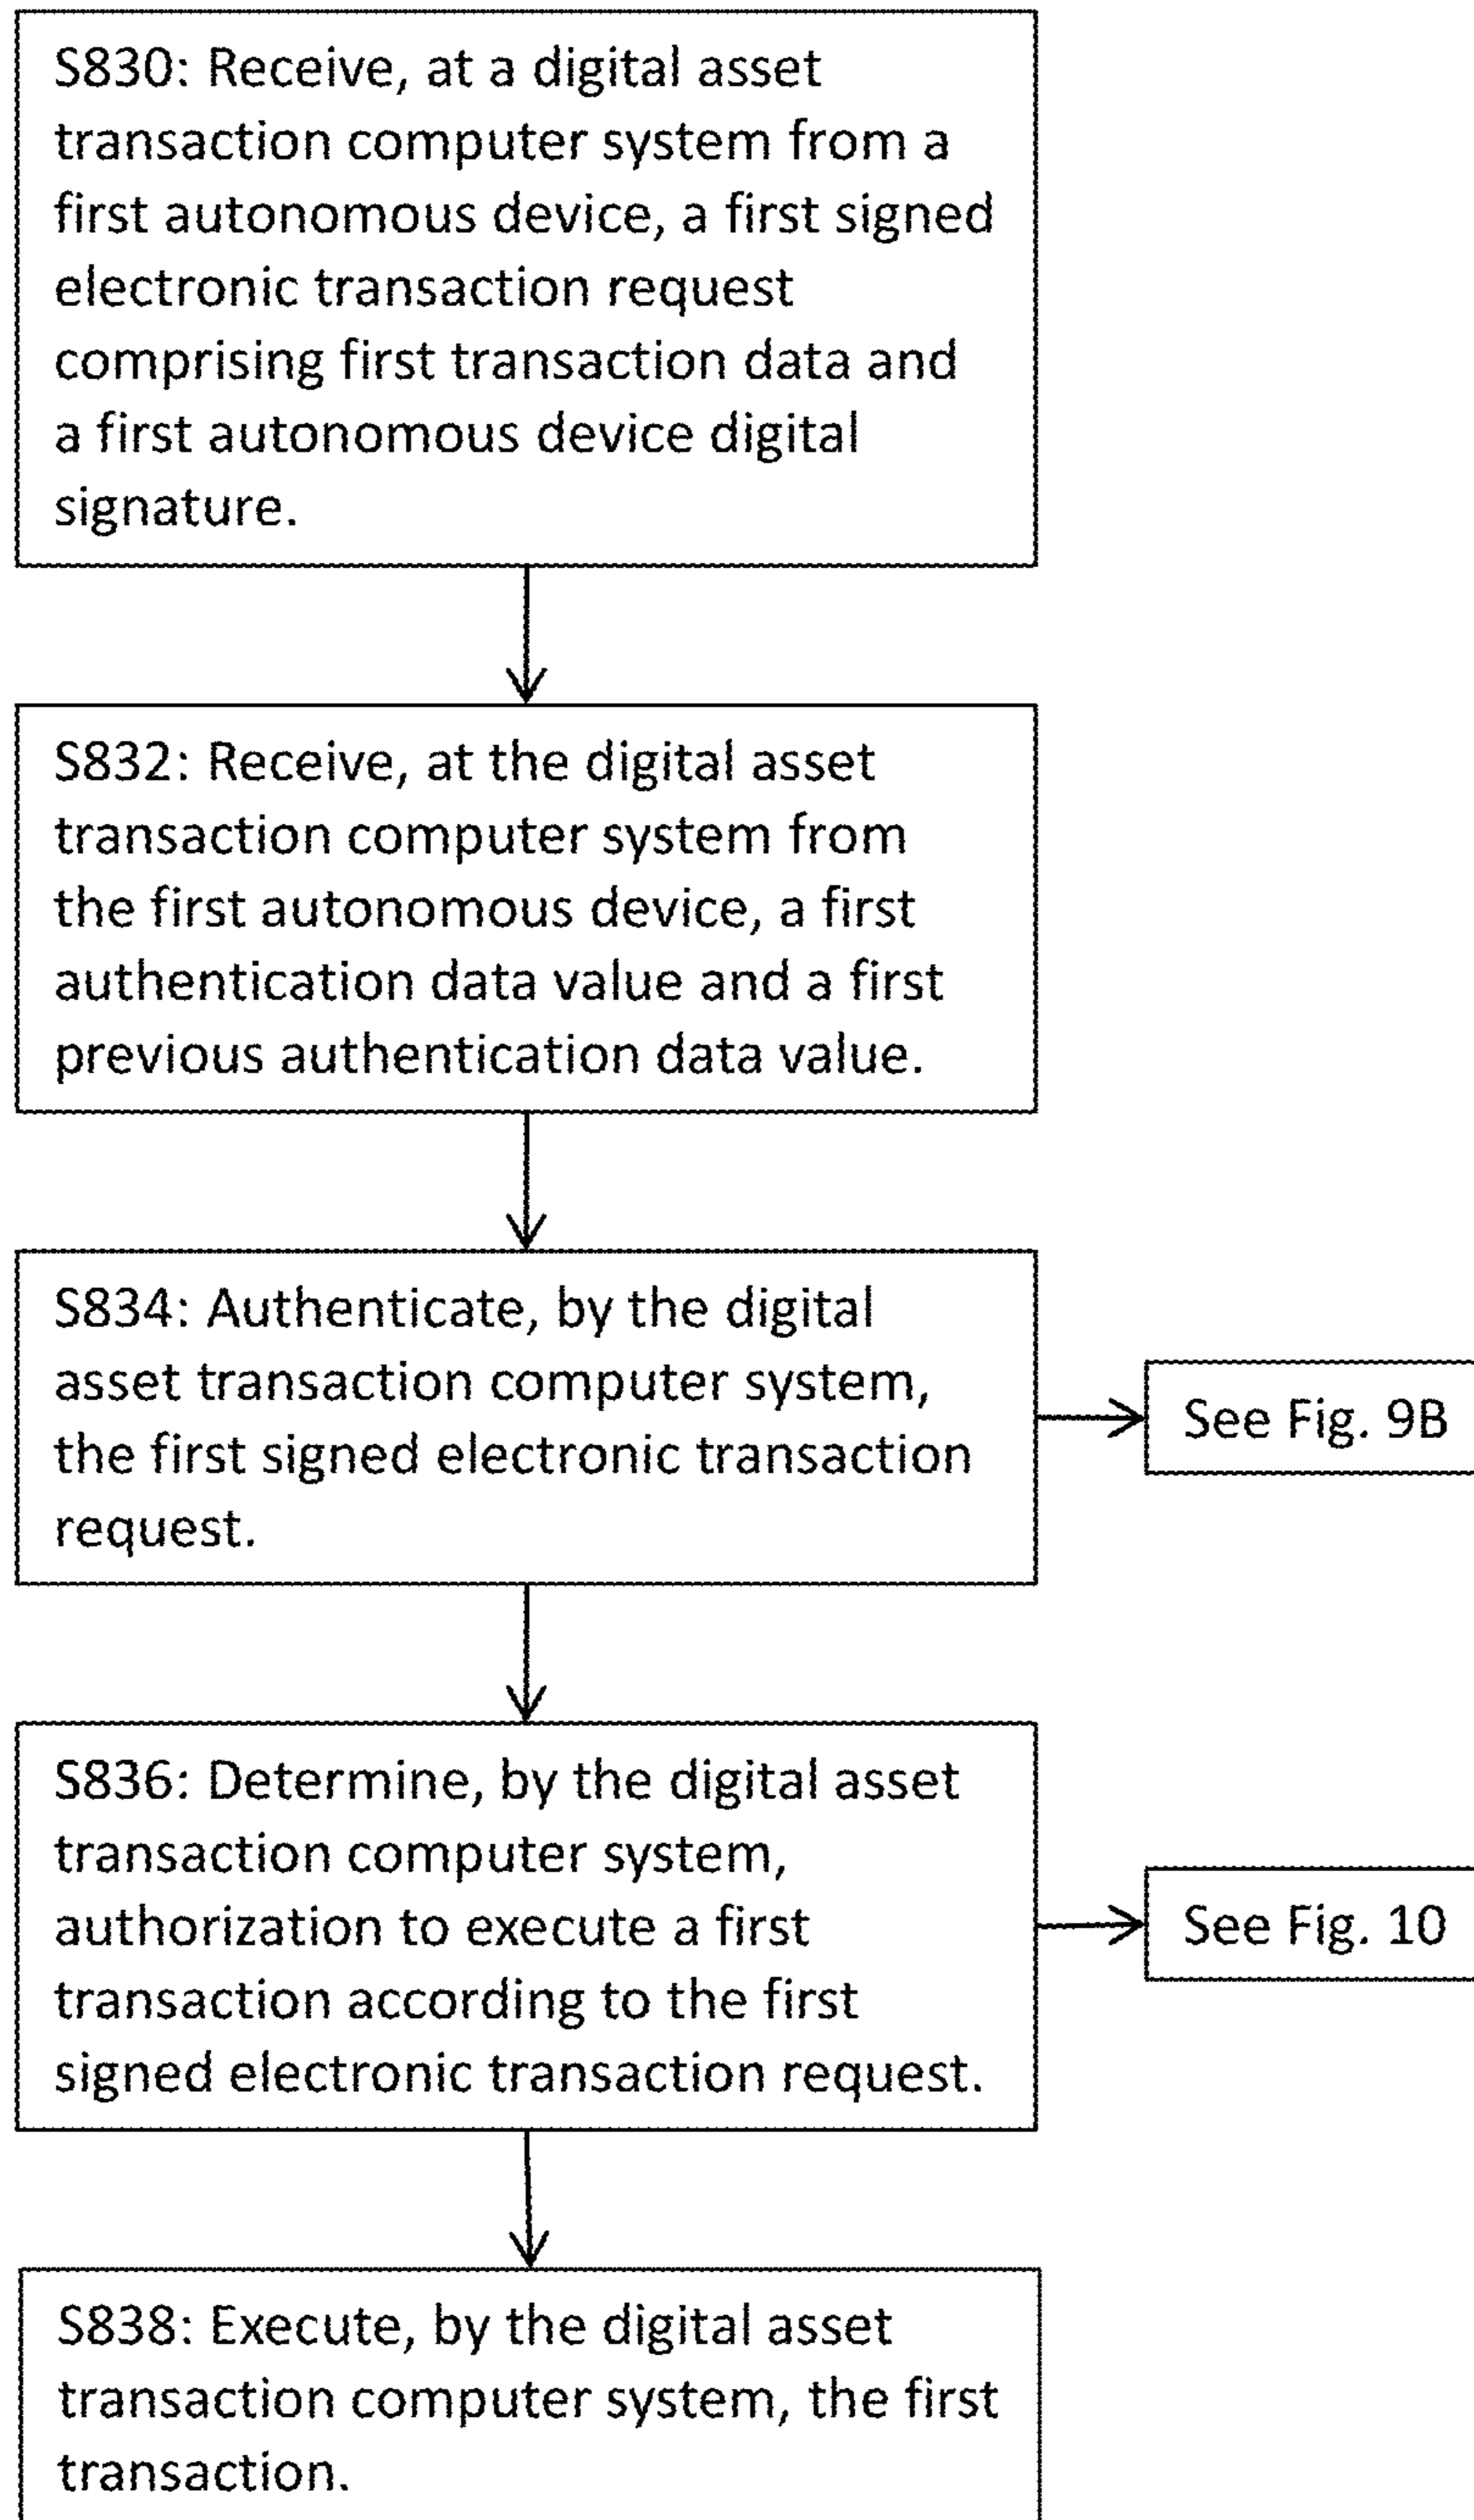 S830: Receive, at a digital asset
transaction computer system from a
first autonomous device, a first signed
electronic transaction request
comprising first transaction data and
a first autonomous device digital
signature.
S832: Receive, at the digital asset
transaction computer system from
the first autonomous device, a first
authentication data value and a first
previous authentication data value.
S834: Authenticate, by the digital
asset transaction computer system,
the first signed electronic transaction
request.
See Fig. 9B
S836: Determine, by the digital asset
transaction computer system,
authorization to execute a first
transaction according to the first
signed electronic transaction request.
See Fig. 10
S838: Execute, by the digital asset
transaction computer system, the first
transaction.